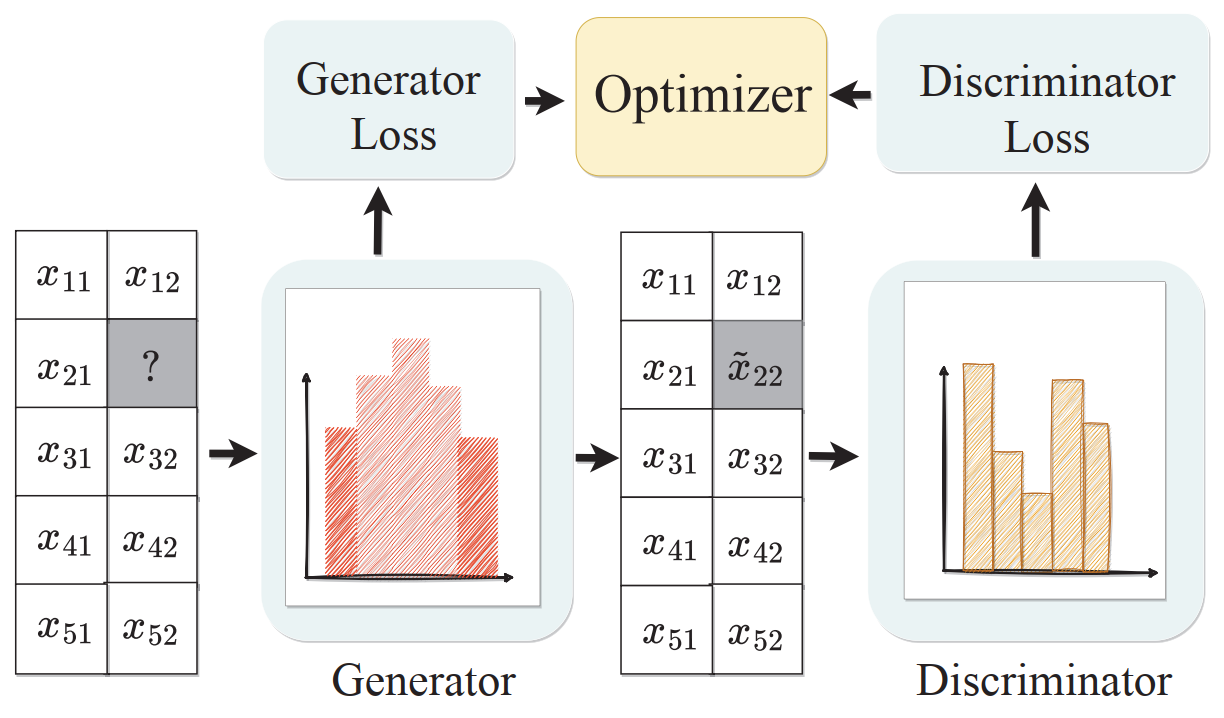 Generator
Loss
Optimizer
Discriminator
Loss
x₁₁ x₁₂
x₂₁ ?
x₃₁ x₃₂
x₄₁ x₄₂
x₅₁ x₅₂
Generator
x₁₁ x₁₂
x₂₁ x̃₂₂
x₃₁ x₃₂
x₄₁ x₄₂
x₅₁ x₅₂
Discriminator